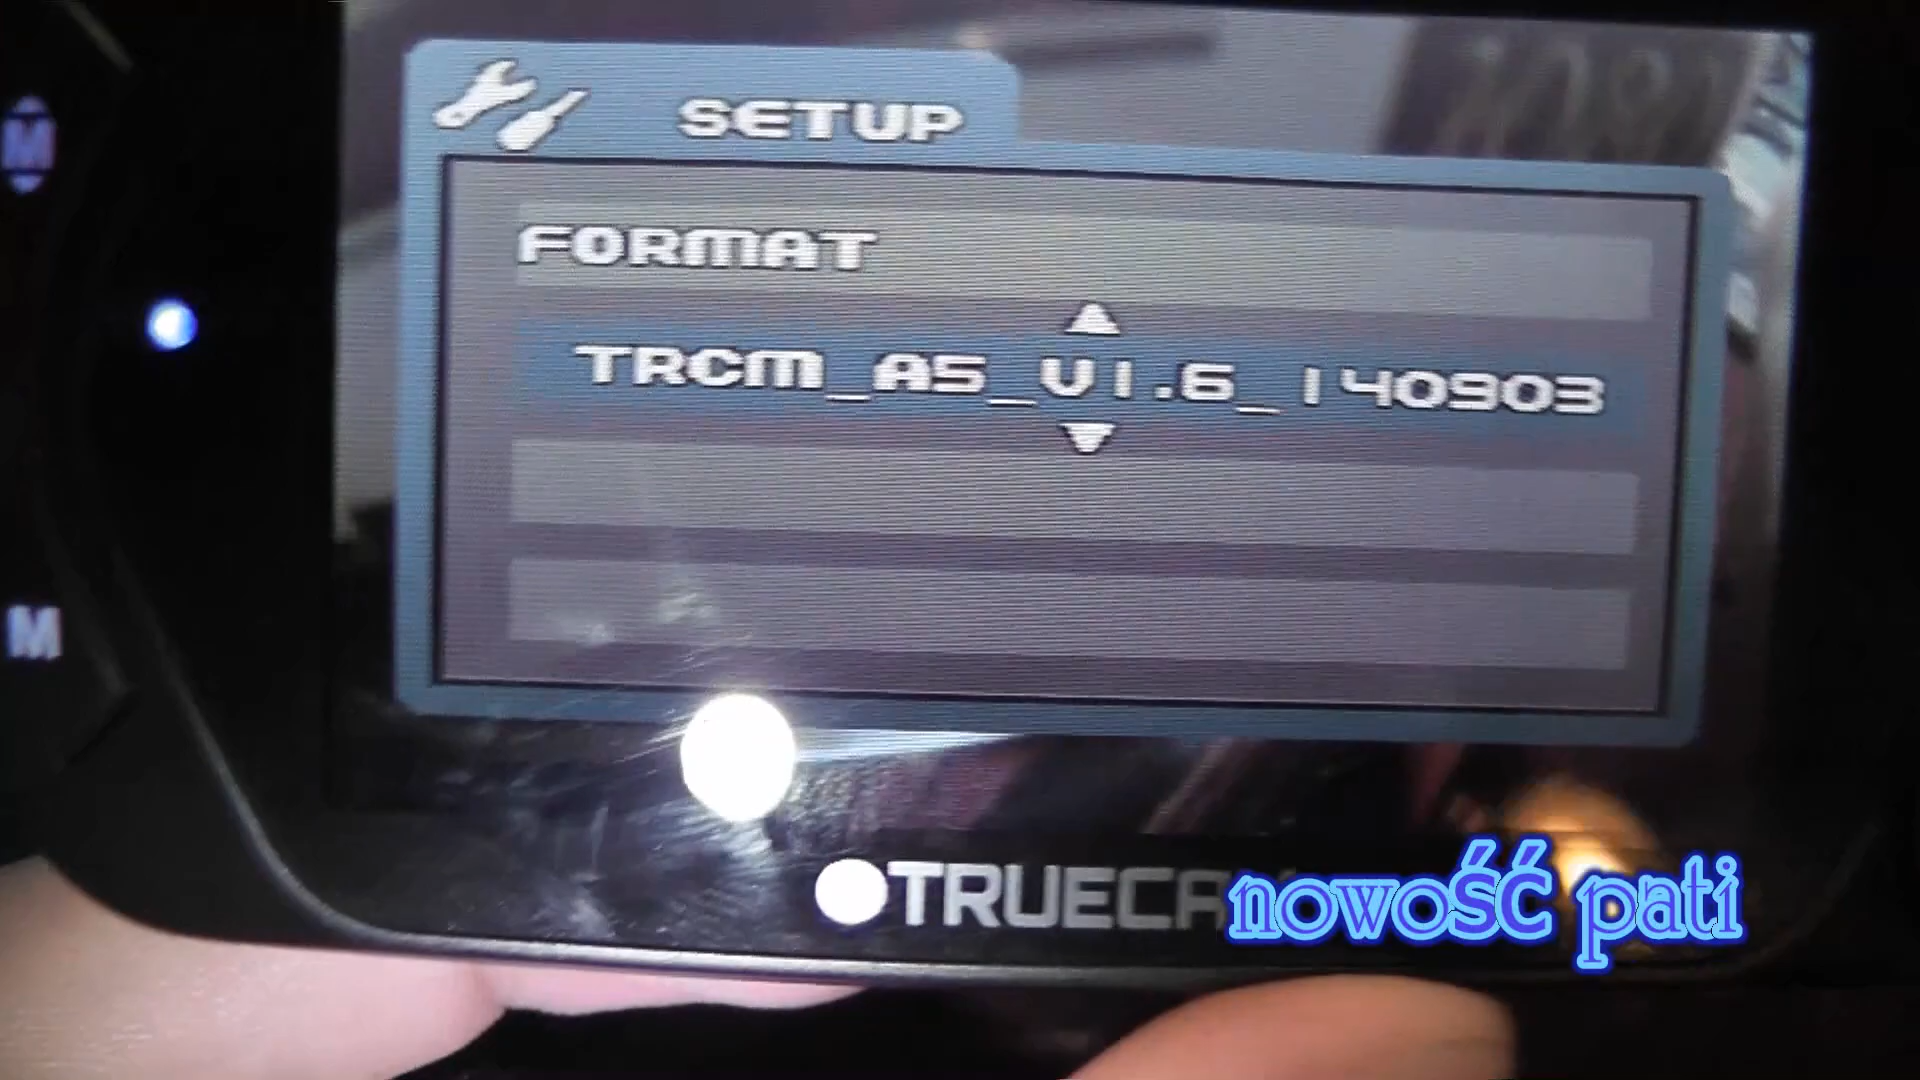 M
SETUP
FORMAT
TRCM_A5_V1.6_140903
M
TRUECA
nowość pati